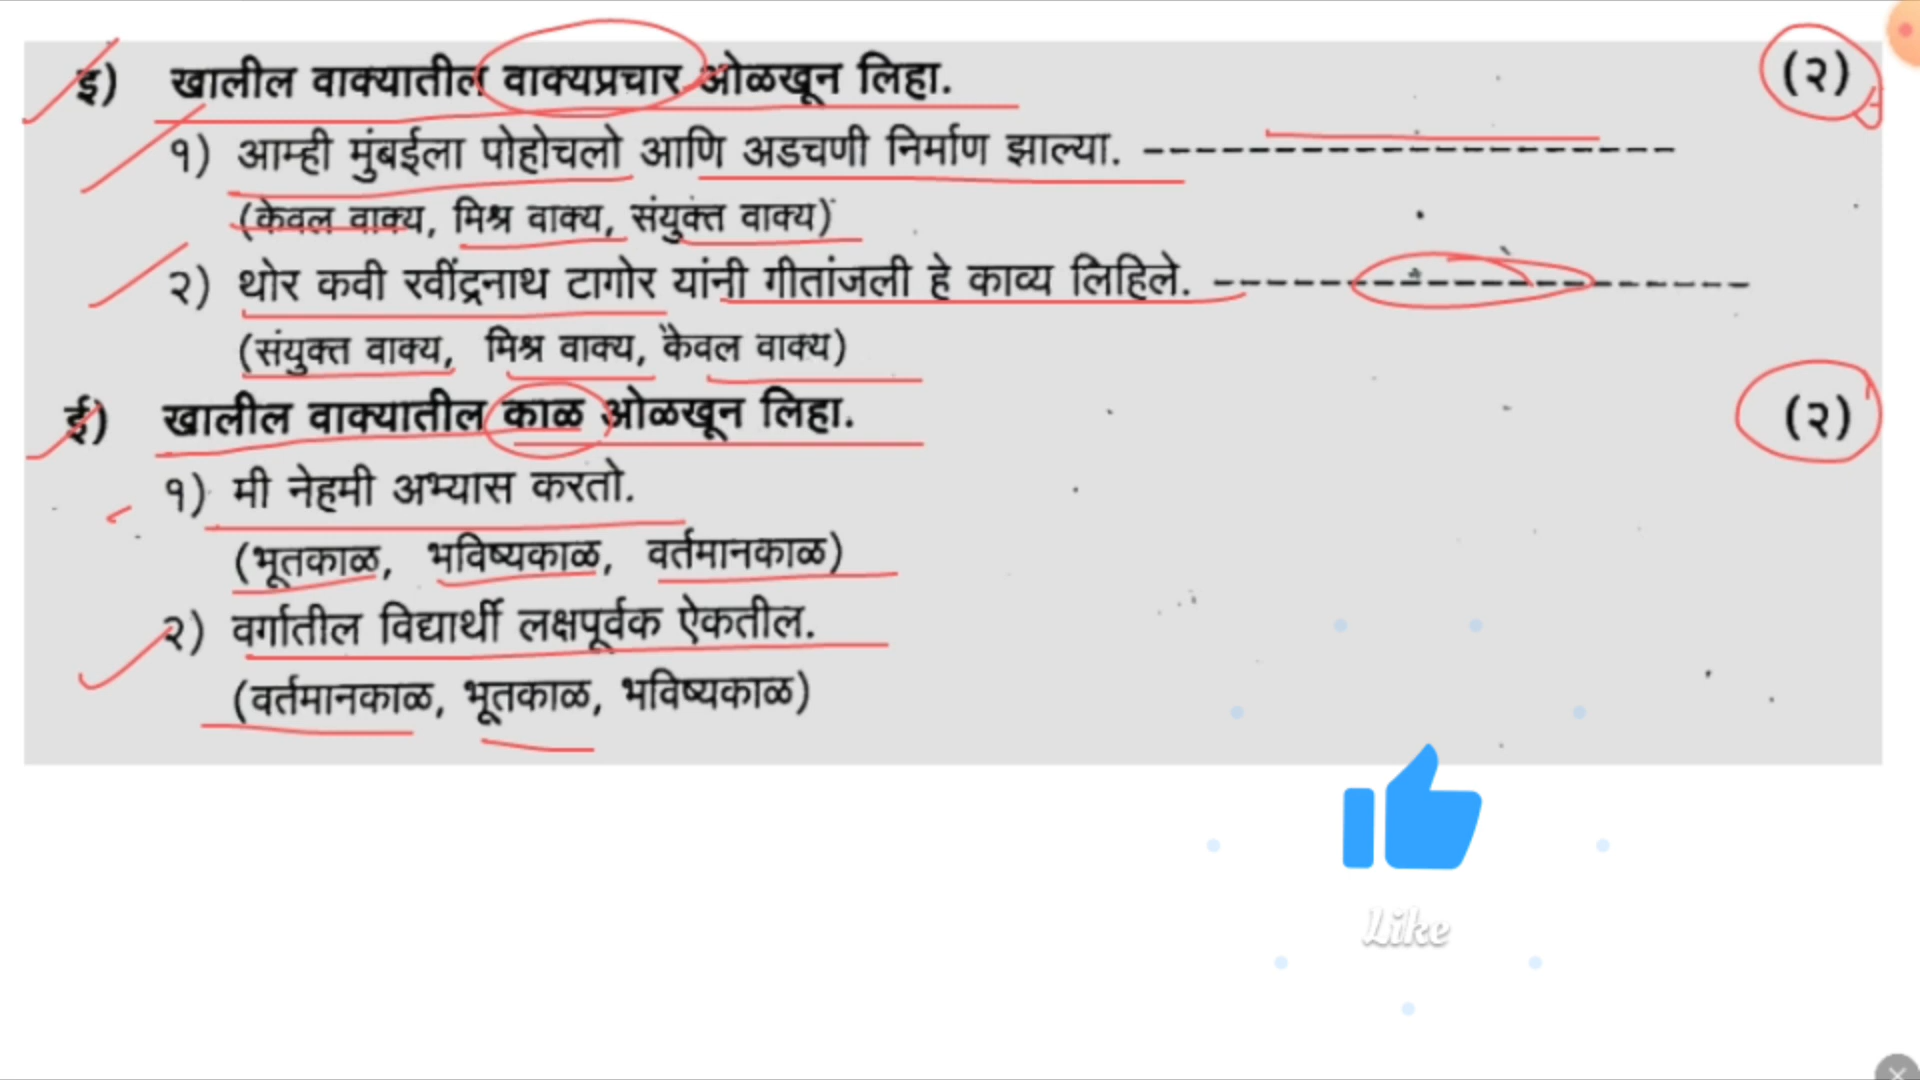 इ) खालील वाक्यातील वाक्यप्रचार ओळखून लिहा. (२)
१) आम्ही मुंबईला पोहोचलो आणि अडचणी निर्माण झाल्या. --------------------
(केवल वाक्य, मिश्र वाक्य, संयुक्त वाक्य)
२) थोर कवी रवींद्रनाथ टागोर यांनी गीतांजली हे काव्य लिहिले. --------------------
(संयुक्त वाक्य, मिश्र वाक्य, केवल वाक्य)
ई) खालील वाक्यातील काळ ओळखून लिहा. (२)
१) मी नेहमी अभ्यास करतो.
(भूतकाळ, भविष्यकाळ, वर्तमानकाळ)
२) वर्गातील विद्यार्थी लक्षपूर्वक ऐकतील.
(वर्तमानकाळ, भूतकाळ, भविष्यकाळ)
Like